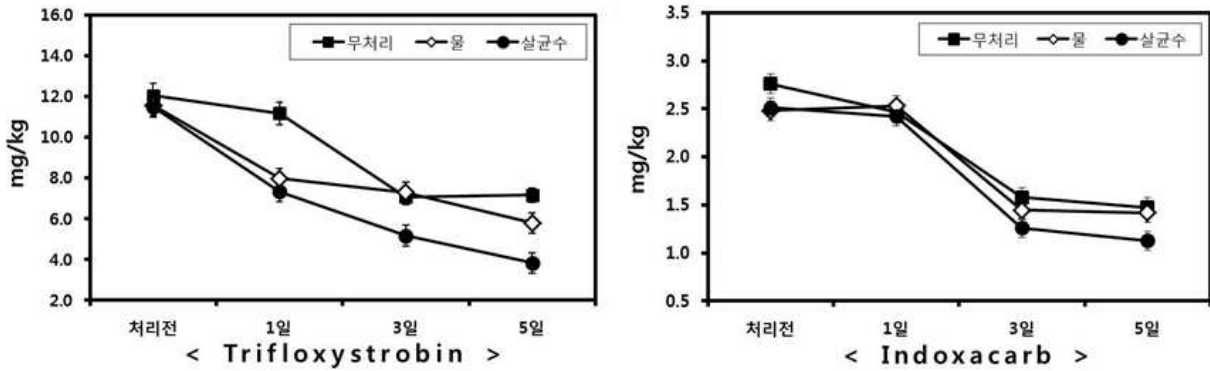 16.0
14.0
12.0
10.0
8.0
6.0
4.0
2.0
mg/kg
무처리 물 살균수
처리전 1일 3일 5일
< Trifloxystrobin >
3.5
3.0
2.5
2.0
1.5
1.0
0.5
mg/kg
무처리 물 살균수
처리전 1일 3일 5일
< Indoxacarb >